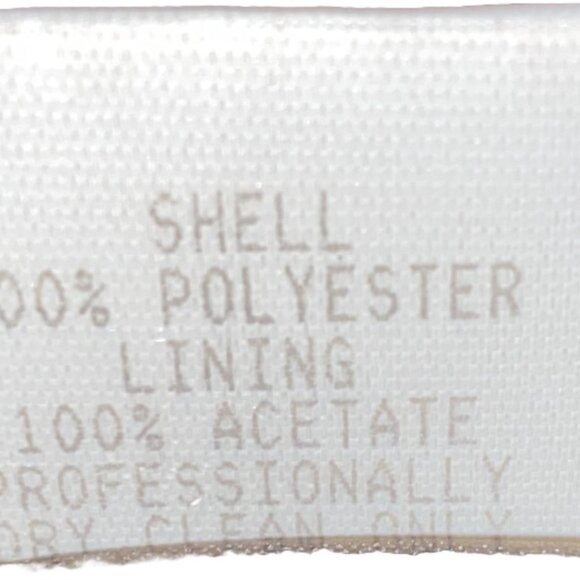 SHELL
00% POLYESTER
LINING
100% ACETATE
PROFESSIONALLY
DRY CLEAN ONLY